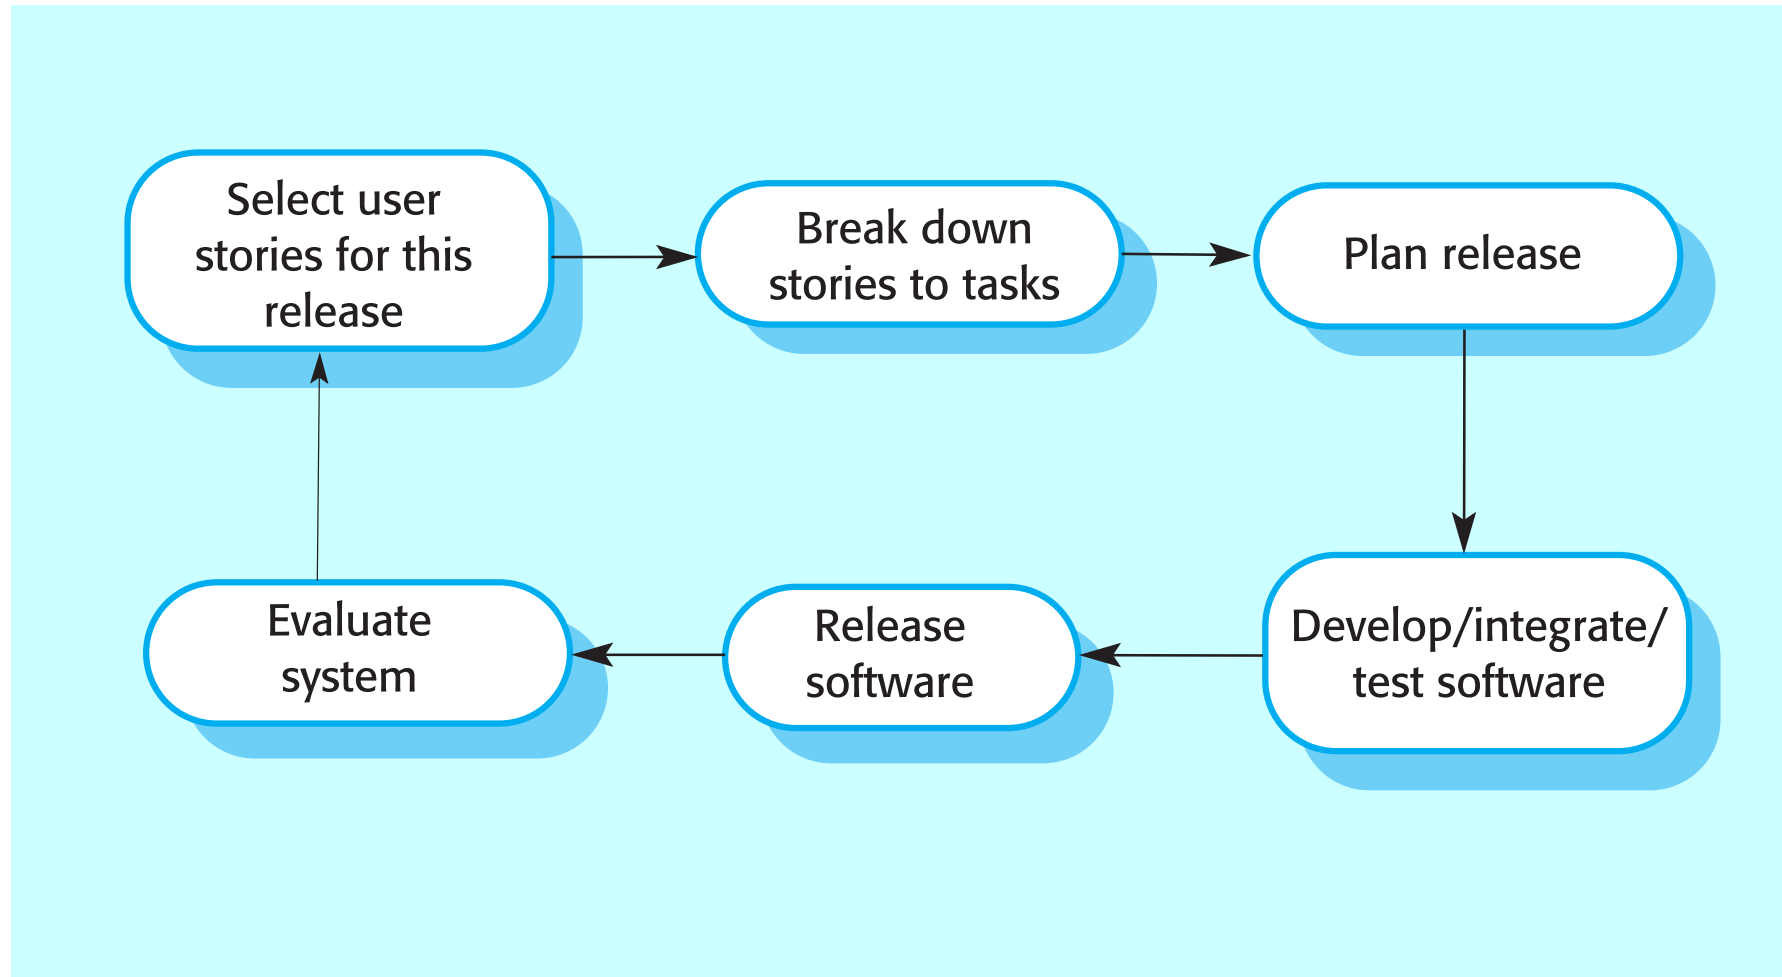 Select user
stories for this
release
Break down
stories to tasks
Plan release
Evaluate
system
Release
software
Develop/integrate/
test software